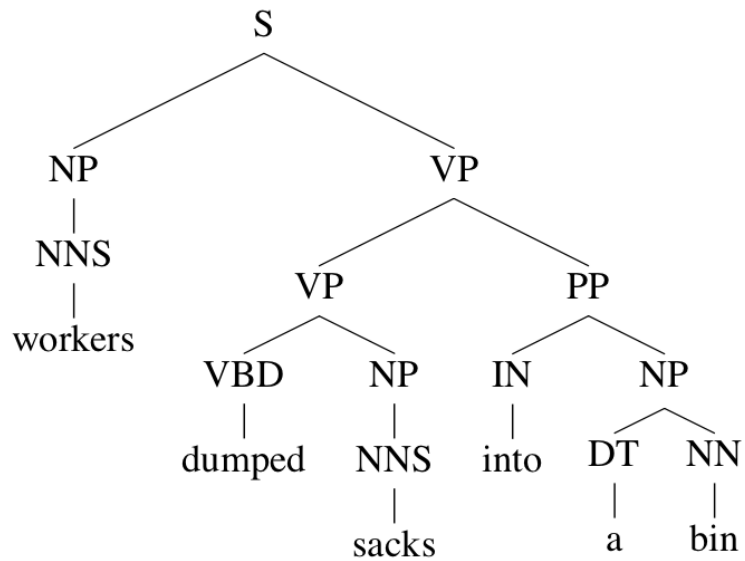 S
NP VP
NNS
VP PP
workers
VBD NP IN NP
dumped NNS into DT NN
sacks a bin